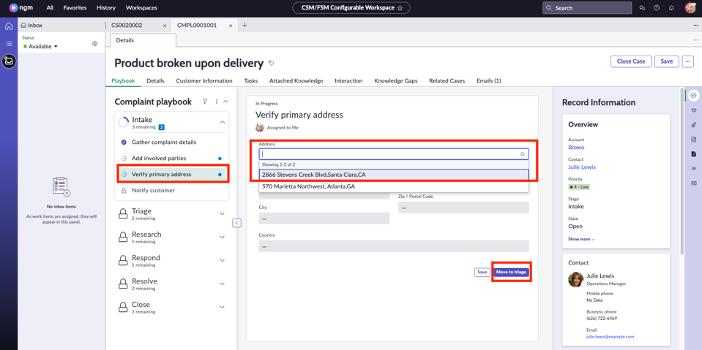 ngm
All
Favorites
History
Workspaces
CSM/FSM Configurable Workspace
Search
Inbox
CS0020002
CMPL0001001
Status
Available
Details
Product broken upon delivery
Close Case
Save
Playbook
Details
Customer Information
Tasks
Attached Knowledge
Interaction
Knowledge Gaps
Related Cases
Emails (1)
No inbox items
As work items are assigned, they will
appear in this panel.
Complaint playbook
Intake
3 remaining
2
Gather complaint details
Add involved parties
Verify primary address
Notify customer
Triage
2 remaining
Research
5 remaining
Respond
1 remaining
Resolve
2 remaining
Close
2 remaining
In Progress
Verify primary address
Assigned to Me
Address
Showing 1-2 of 2
2866 Stevens Creek Blvd,Santa Clara,CA
570 Marietta Northwest, Atlanta,GA
City
Zip / Postal Code
--
--
Country
--
Save
Move to triage
Record Information
Overview
Account
Boxeo
Contact
Julie Lewis
Priority
4 - Low
Stage
Intake
State
Open
Show more
Contact
Julie Lewis
Operations Manager
Mobile phone
No Data
Business phone
(626) 722-4969
Email
julie.lewis@example.com